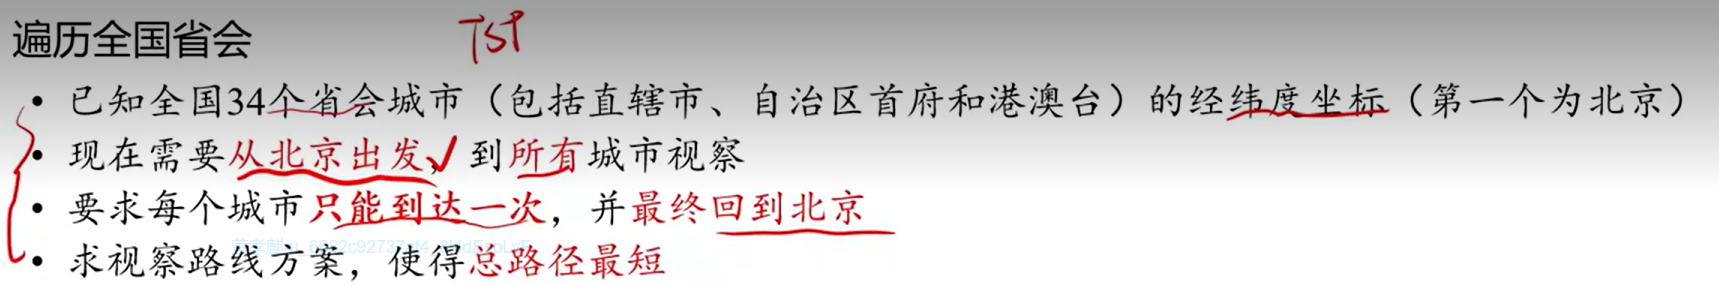 遍历全国省会 TSP
• 已知全国34个省会城市（包括直辖市、自治区首府和港澳台）的经纬度坐标（第一个为北京）
• 现在需要从北京出发，到所有城市视察
• 要求每个城市只能到达一次，并最终回到北京
• 求视察路线方案，使得总路径最短